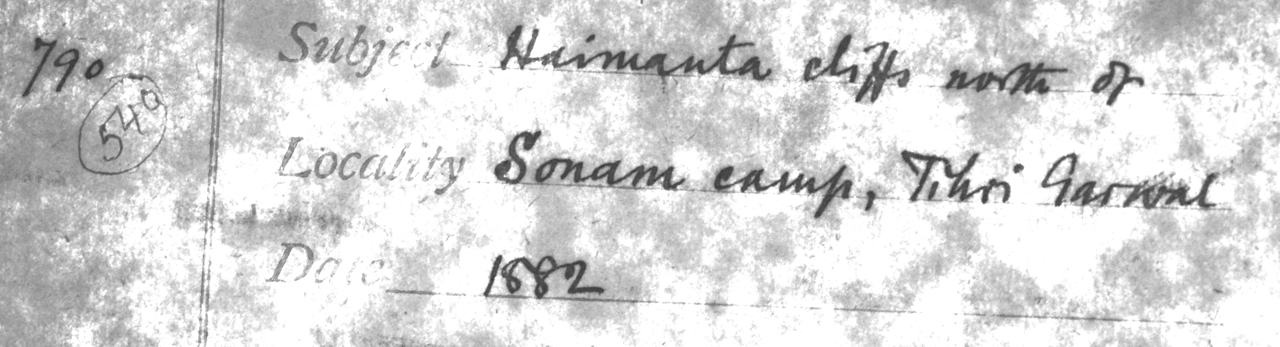 790
540
Subject Haimanta cliffs north of
Locality Sonam camp, Tihri Garwal
Date 1882